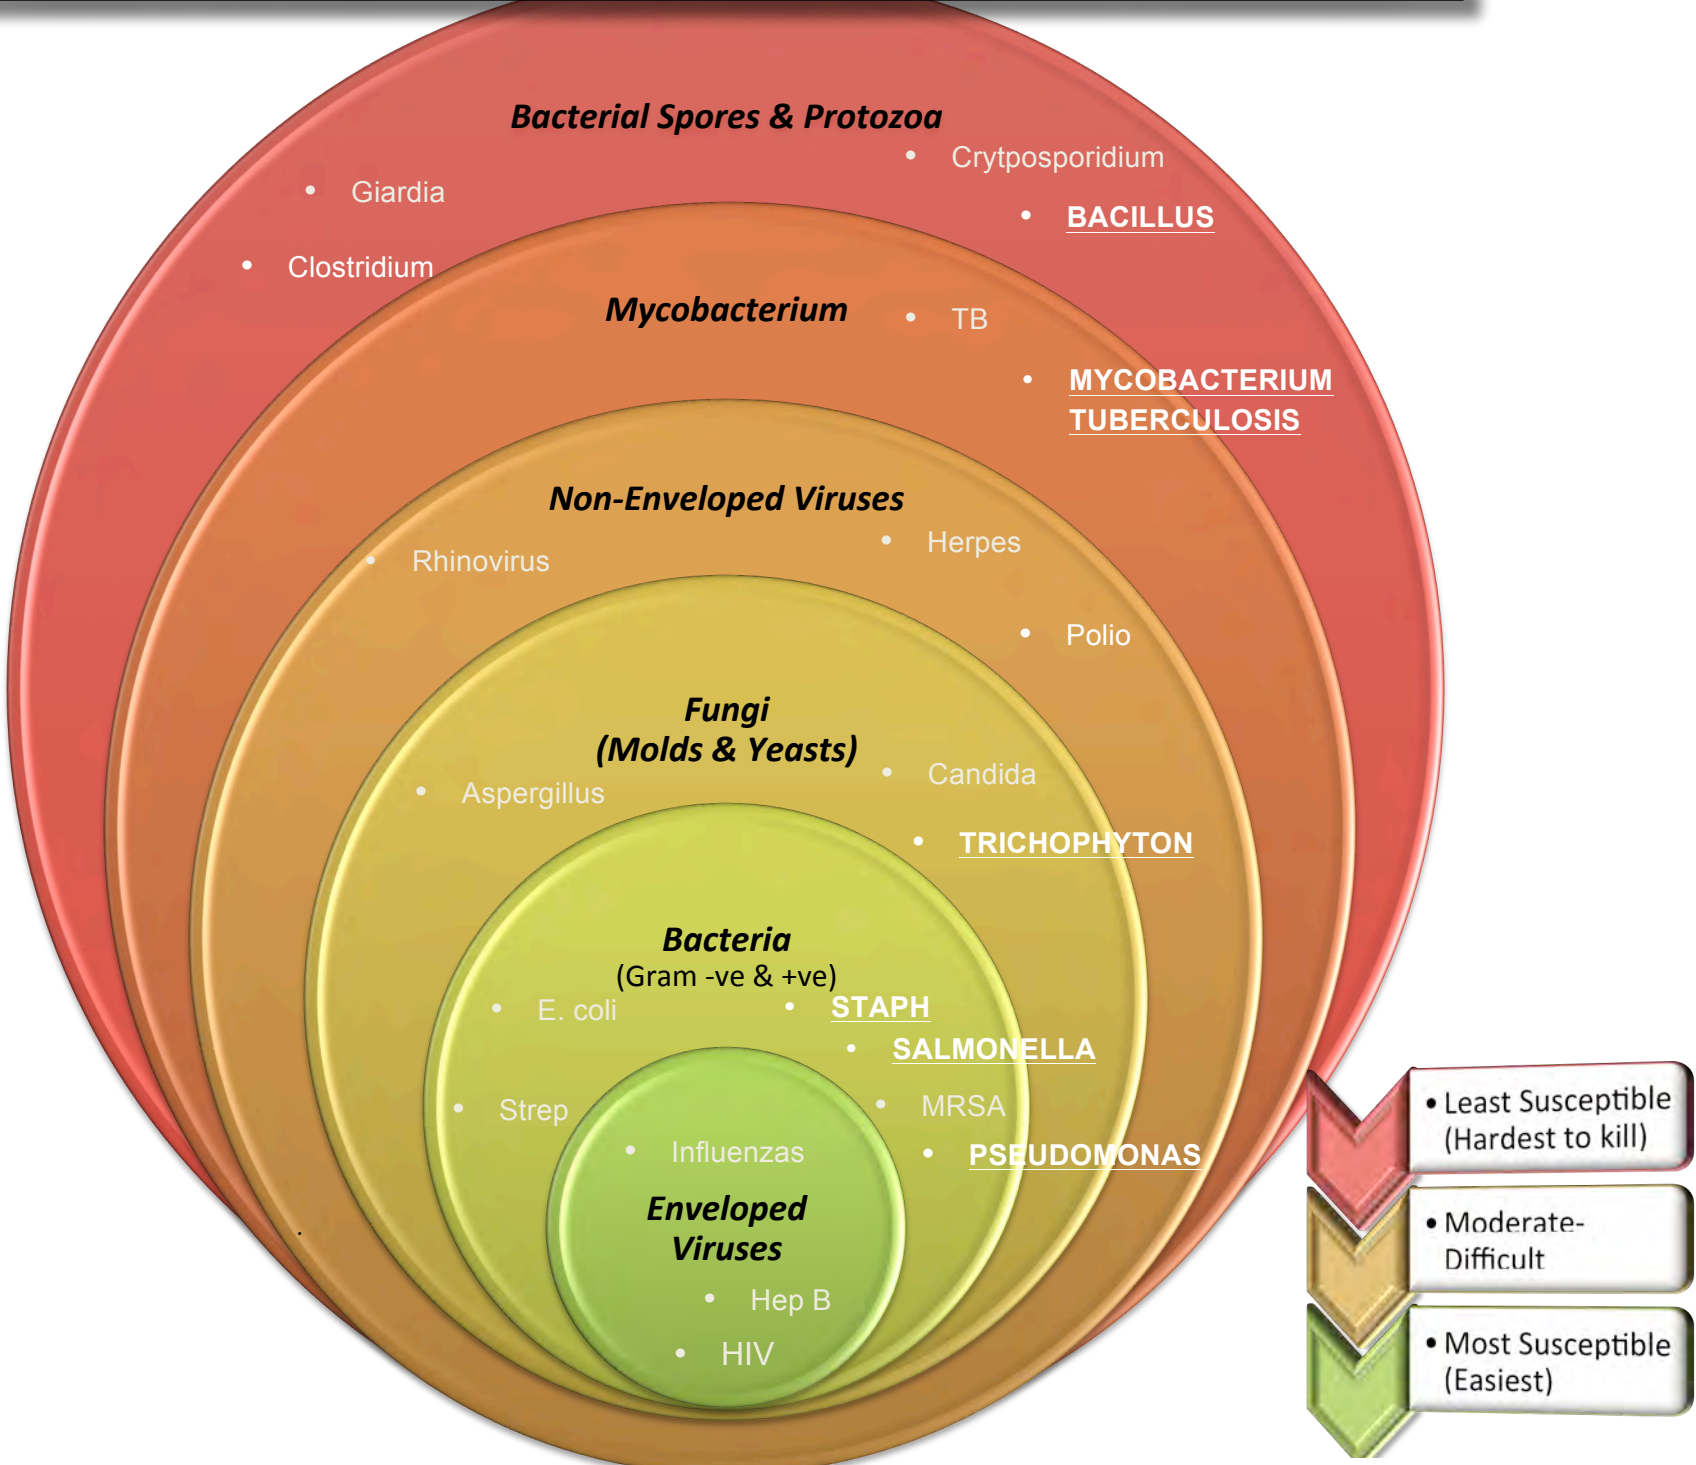 Bacterial Spores & Protozoa
• Crytposporidium
• Giardia
• BACILLUS
• Clostridium
Mycobacterium
• TB
• MYCOBACTERIUM
TUBERCULOSIS
Non-Enveloped Viruses
• Herpes
• Rhinovirus
• Polio
Fungi
(Molds & Yeasts)
• Candida
• Aspergillus
• TRICHOPHYTON
Bacteria
(Gram -ve & +ve)
• E. coli
• STAPH
• SALMONELLA
• Strep
• MRSA
• PSEUDOMONAS
• Influenzas
Enveloped
Viruses
• Hep B
• HIV
• Least Susceptible
(Hardest to kill)
• Moderate-
Difficult
• Most Susceptible
(Easiest)